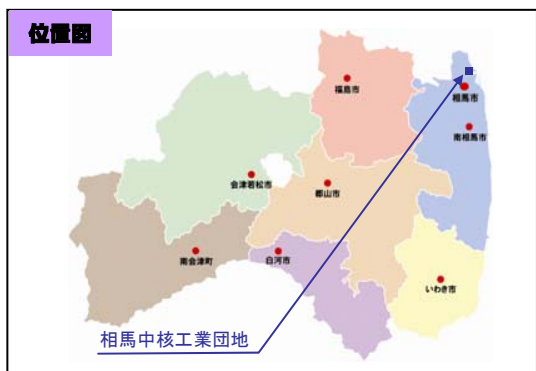 位置図
福島市
相馬市
南相馬市
会津若松市
郡山市
南会津町
白河市
いわき市
相馬中核工業団地